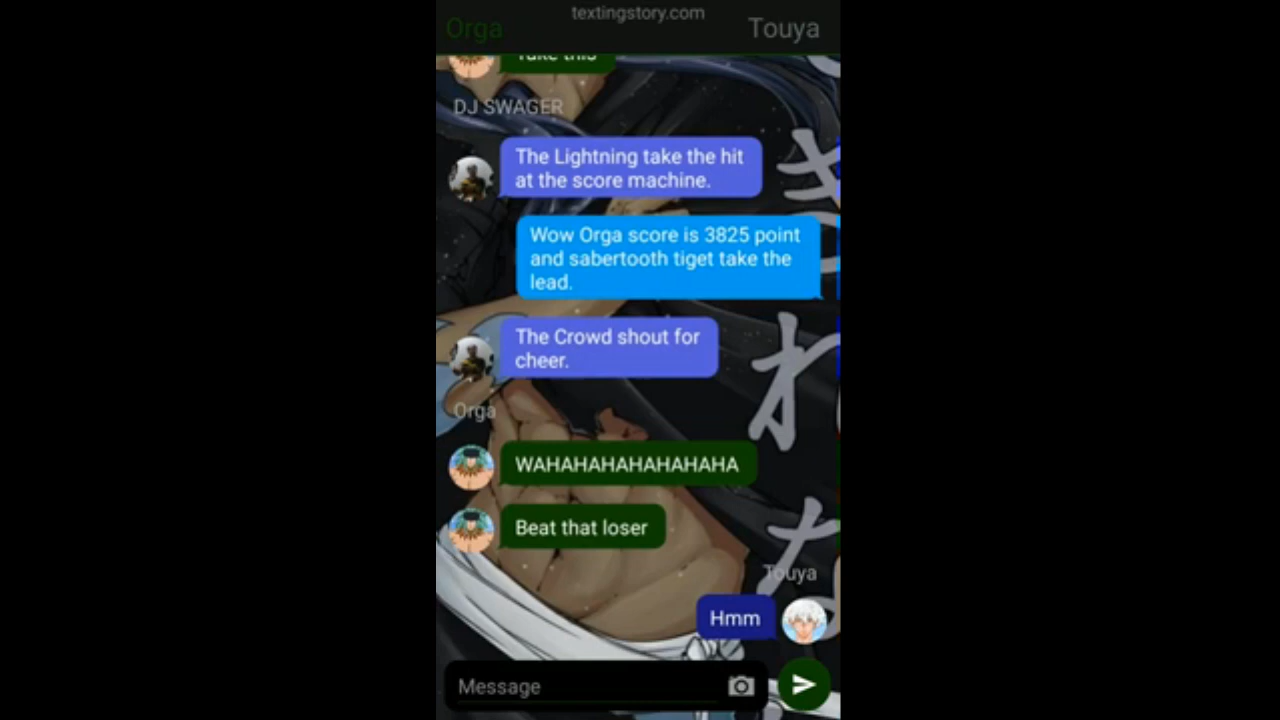 textingstory.com
Orga
Touya
Take this
DJ SWAGER
The Lightning take the hit
at the score machine.
Wow Orga score is 3825 point
and sabertooth tiget take the
lead.
The Crowd shout for
cheer.
Orga
WAHAHAHAHAHAHAHA
Beat that loser
Touya
Hmm
Message